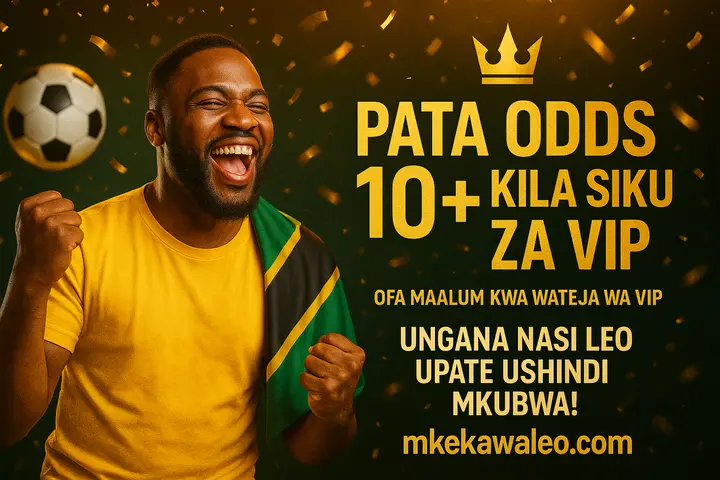 PATA ODDS
10+ KILA SIKU
ZA VIP
OFA MAALUM KWA WATEJA WA VIP
UNGANA NASI LEO
UPATE USHINDI
MKUBWA!
mkekawaleo.com